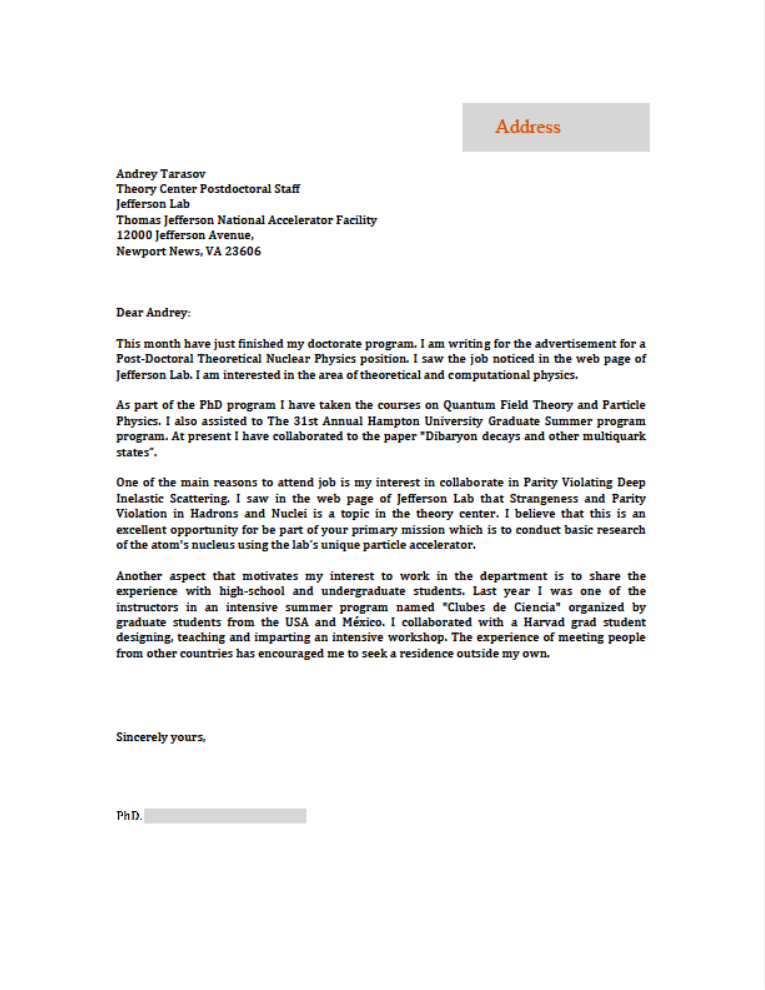 Address
Andrey Tarasov
Theory Center Postdoctoral Staff
Jefferson Lab
Thomas Jefferson National Accelerator Facility
12000 Jefferson Avenue,
Newport News, VA 23606
Dear Andrey:
This month have just finished my doctorate program. I am writing for the advertisement for a
Post-Doctoral Theoretical Nuclear Physics position. I saw the job noticed in the web page of
Jefferson Lab. I am interested in the area of theoretical and computational physics.
As part of the PhD program I have taken the courses on Quantum Field Theory and Particle
Physics. I also assisted to The 31st Annual Hampton University Graduate Summer program
program. At present I have collaborated to the paper "Dibaryon decays and other multiquark
states".
One of the main reasons to attend job is my interest in collaborate in Parity Violating Deep
Inelastic Scattering. I saw in the web page of Jefferson Lab that Strangeness and Parity
Violation in Hadrons and Nuclei is a topic in the theory center. I believe that this is an
excellent opportunity for be part of your primary mission which is to conduct basic research
of the atom's nucleus using the lab's unique particle accelerator.
Another aspect that motivates my interest to work in the department is to share the
experience with high-school and undergraduate students. Last year I was one of the
instructors in an intensive summer program named "Clubes de Ciencia" organized by
graduate students from the USA and México. I collaborated with a Harvad grad student
designing, teaching and imparting an intensive workshop. The experience of meeting people
from other countries has encouraged me to seek a residence outside my own.
Sincerely yours,
PhD.